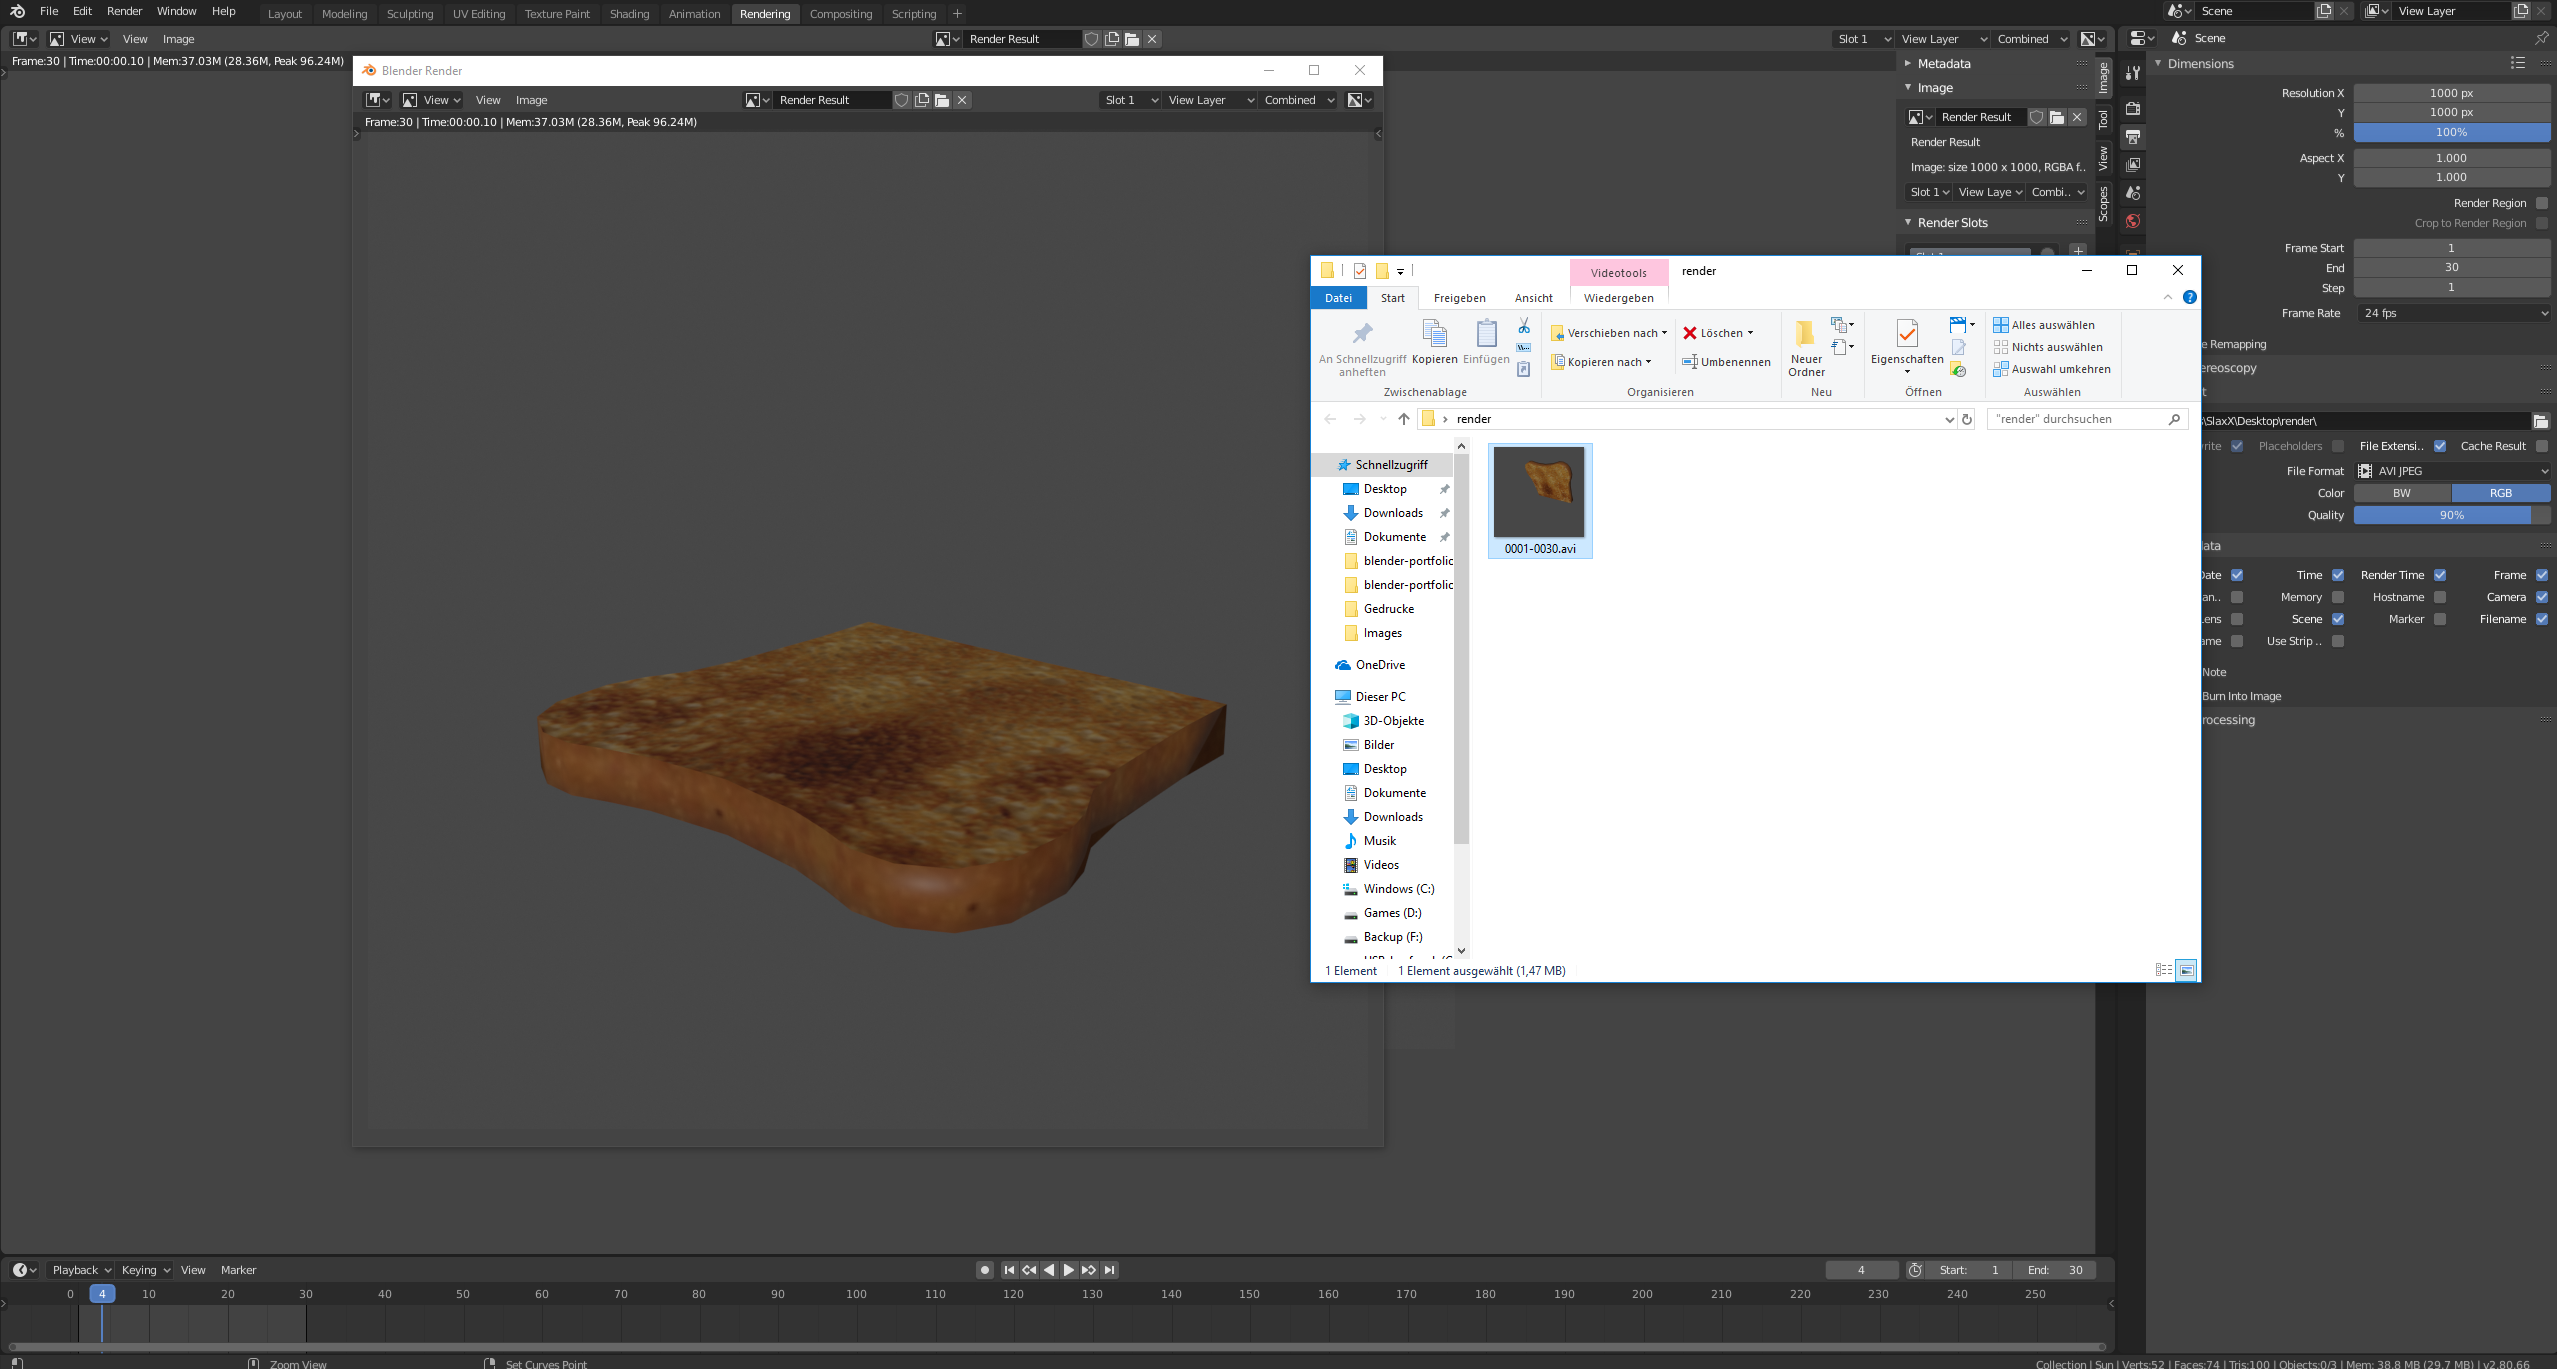 File Edit Render Window Help
Layout Modeling Sculpting UV Editing Texture Paint Shading Animation Rendering Compositing Scripting +
Scene
View Layer
View View Image
Render Result
Slot 1 View Layer Combined
Scene
Frame:30 | Time:00:00.10 | Mem:37.03M (28.36M, Peak 96.24M)
Blender Render
View View Image
Render Result
Slot 1 View Layer Combined
Frame:30 | Time:00:00.10 | Mem:37.03M (28.36M, Peak 96.24M)
Metadata
Image
Render Result
Render Result
Image: size 1000 x 1000, RGBA f..
Slot 1 View Laye Combi..
Render Slots
Image
Tool
View
Scopes
Dimensions
Resolution X 1000 px
Y 1000 px
% 100%
Aspect X 1.000
Y 1.000
Render Region
Crop to Render Region
Frame Start 1
End 30
Step 1
Frame Rate 24 fps
e Remapping
ereoscopy
t
\SlaxX\Desktop\render\
rite Placeholders File Extensi.. Cache Result
File Format AVI JPEG
Color BW RGB
Quality 90%
ata
Date Time Render Time Frame
an.. Memory Hostname Camera
ens Scene Marker Filename
ame Use Strip ..
Note
Burn Into Image
rocessing
Videotools render
Datei Start Freigeben Ansicht Wiedergeben
An Schnellzugriff anheften
Kopieren
Einfügen
Verschieben nach
Kopieren nach
Löschen
Umbenennen
Neuer Ordner
Eigenschaften
Alles auswählen
Nichts auswählen
Auswahl umkehren
Zwischenablage Organisieren Neu Öffnen Auswählen
render
"render" durchsuchen
Schnellzugriff
Desktop
Downloads
Dokumente
blender-portfolio
blender-portfolio
Gedrucke
Images
OneDrive
Dieser PC
3D-Objekte
Bilder
Desktop
Dokumente
Downloads
Musik
Videos
Windows (C:)
Games (D:)
Backup (F:)
0001-0030.avi
1 Element 1 Element ausgewählt (1,47 MB)
Playback Keying View Marker
4
Start: 1 End: 30
0 4 10 20 30 40 50 60 70 80 90 100 110 120 130 140 150 160 170 180 190 200 210 220 230 240 250
Zoom View
Set Curves Point
Collection | Sun | Verts:52 | Faces:74 | Tris:100 | Objects:0/3 | Mem: 38.8 MB (29.7 MB) | v2.80.66